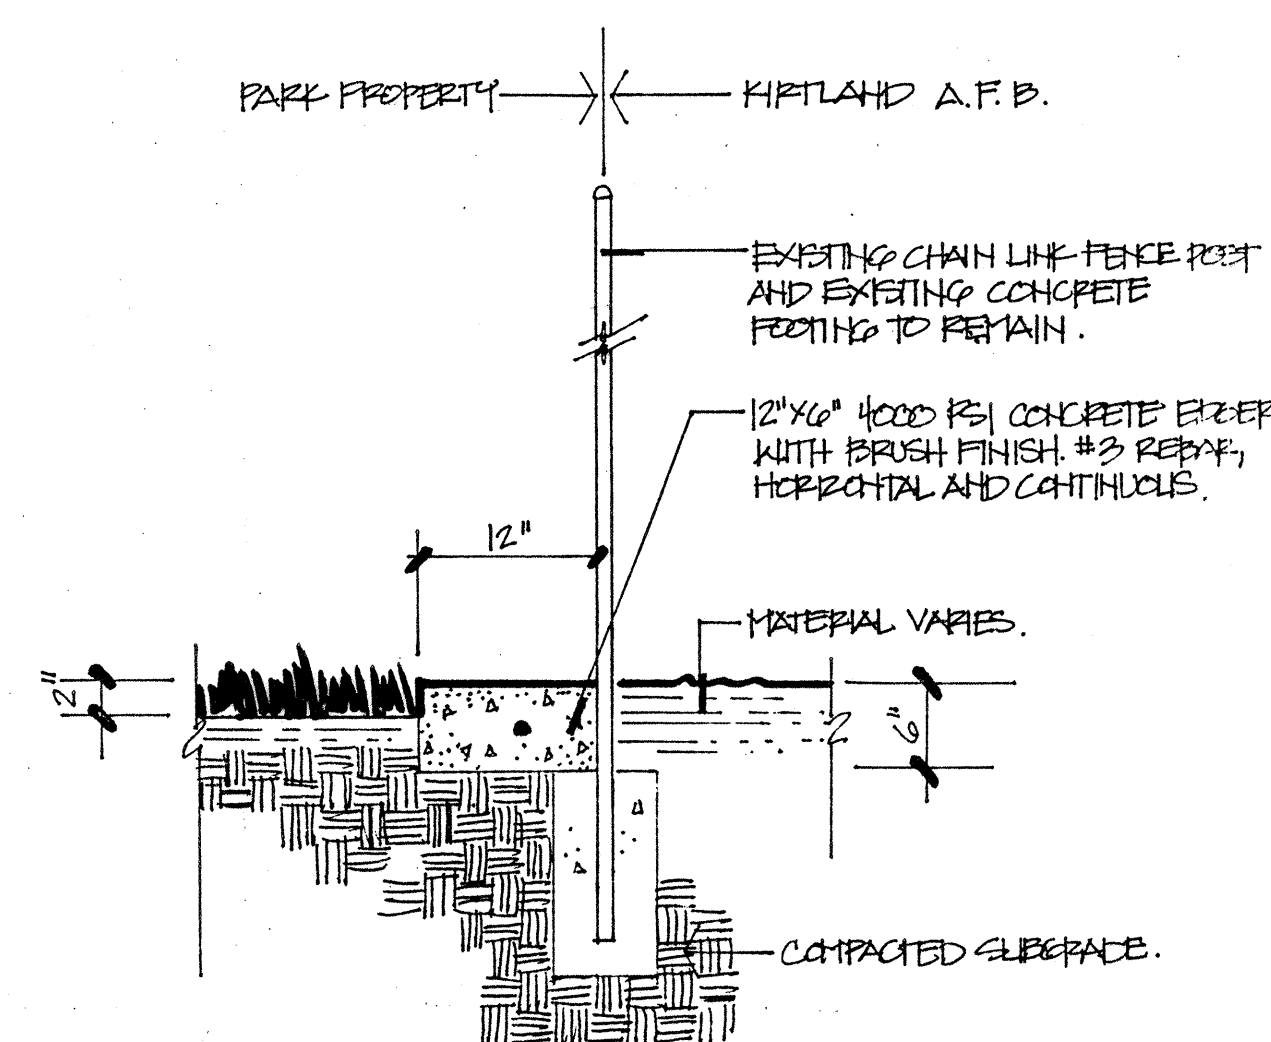 PARK PROPERTY
KIRTLAND A.F.B.
EXISTING CHAIN LINK FENCE POST
AND EXISTING CONCRETE
FOOTING TO REMAIN.
12"X6" 4000 PSI CONCRETE EDGER
WITH BRUSH FINISH. #3 REBAR,
HORIZONTAL AND CONTINUOUS.
12"
MATERIAL VARIES.
2"
6"
COMPACTED SUBGRADE.